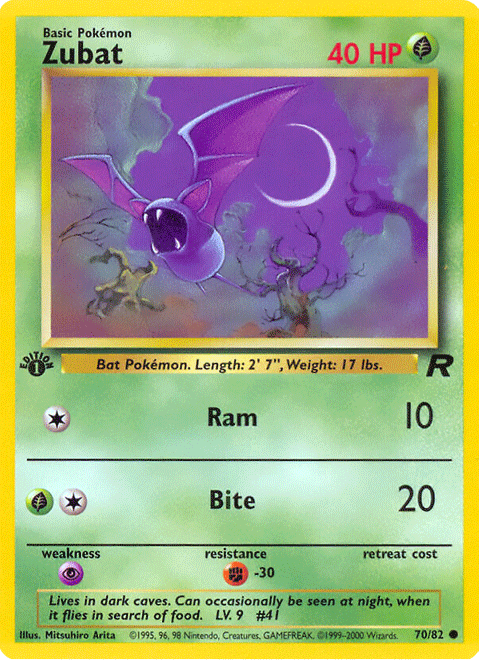 Basic Pokémon
Zubat
40 HP
EDITION
1
Bat Pokémon. Length: 2' 7", Weight: 17 lbs.
R
Ram 10
Bite 20
weakness resistance retreat cost
-30
Lives in dark caves. Can occasionally be seen at night, when
it flies in search of food. LV. 9 #41
Illus. Mitsuhiro Arita ©1995, 96, 98 Nintendo, Creatures, GAMEFREAK. ©1999-2000 Wizards. 70/82